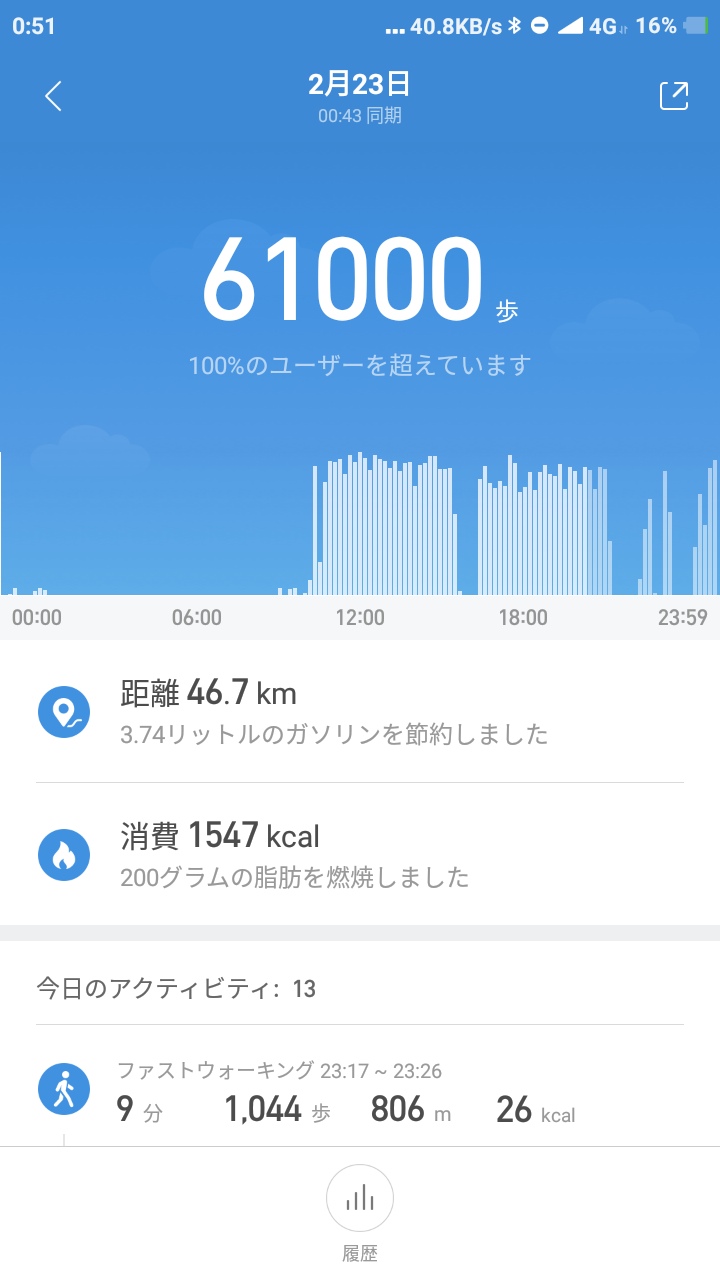 0:51
... 40.8KB/s 4G 16%
2月23日
00:43 同期
61000 歩
100%のユーザーを超えています
00:00 06:00 12:00 18:00 23:59
距離 46.7 km
3.74リットルのガソリンを節約しました
消費 1547 kcal
200グラムの脂肪を燃焼しました
今日のアクティビティ: 13
ファストウォーキング 23:17 ~ 23:26
9 分 1,044 歩 806 m 26 kcal
履歴